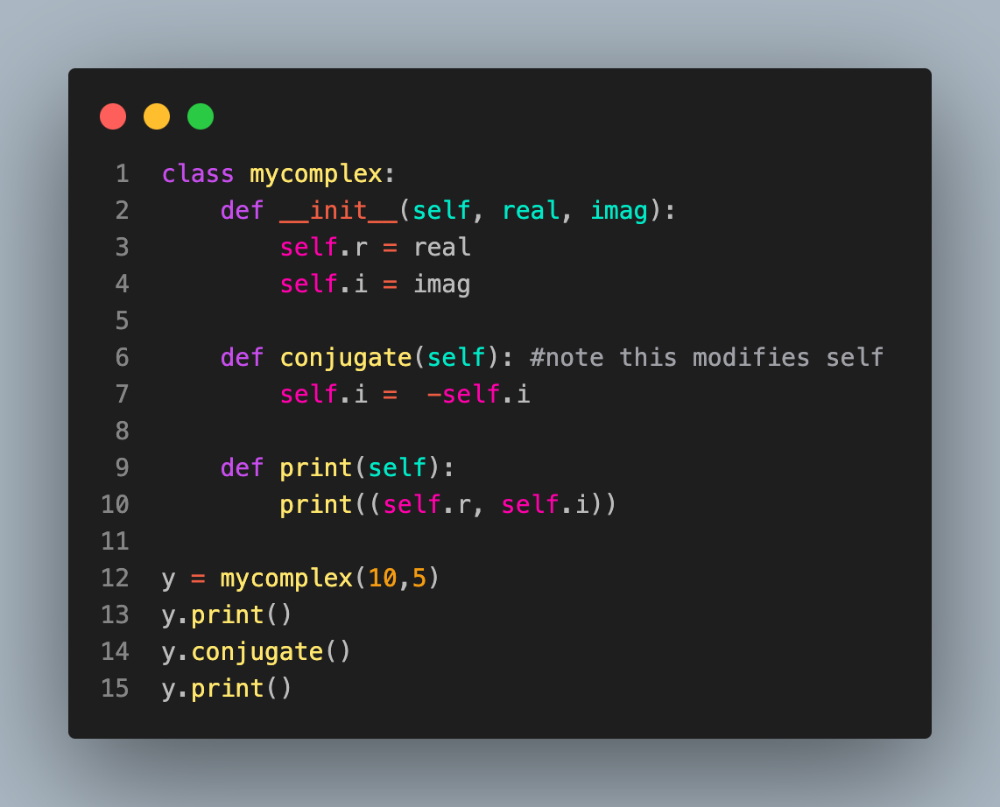 1 class mycomplex:
2     def __init__(self, real, imag):
3         self.r = real
4         self.i = imag
5
6     def conjugate(self): #note this modifies self
7         self.i =  -self.i
8
9     def print(self):
10         print((self.r, self.i))
11
12 y = mycomplex(10,5)
13 y.print()
14 y.conjugate()
15 y.print()